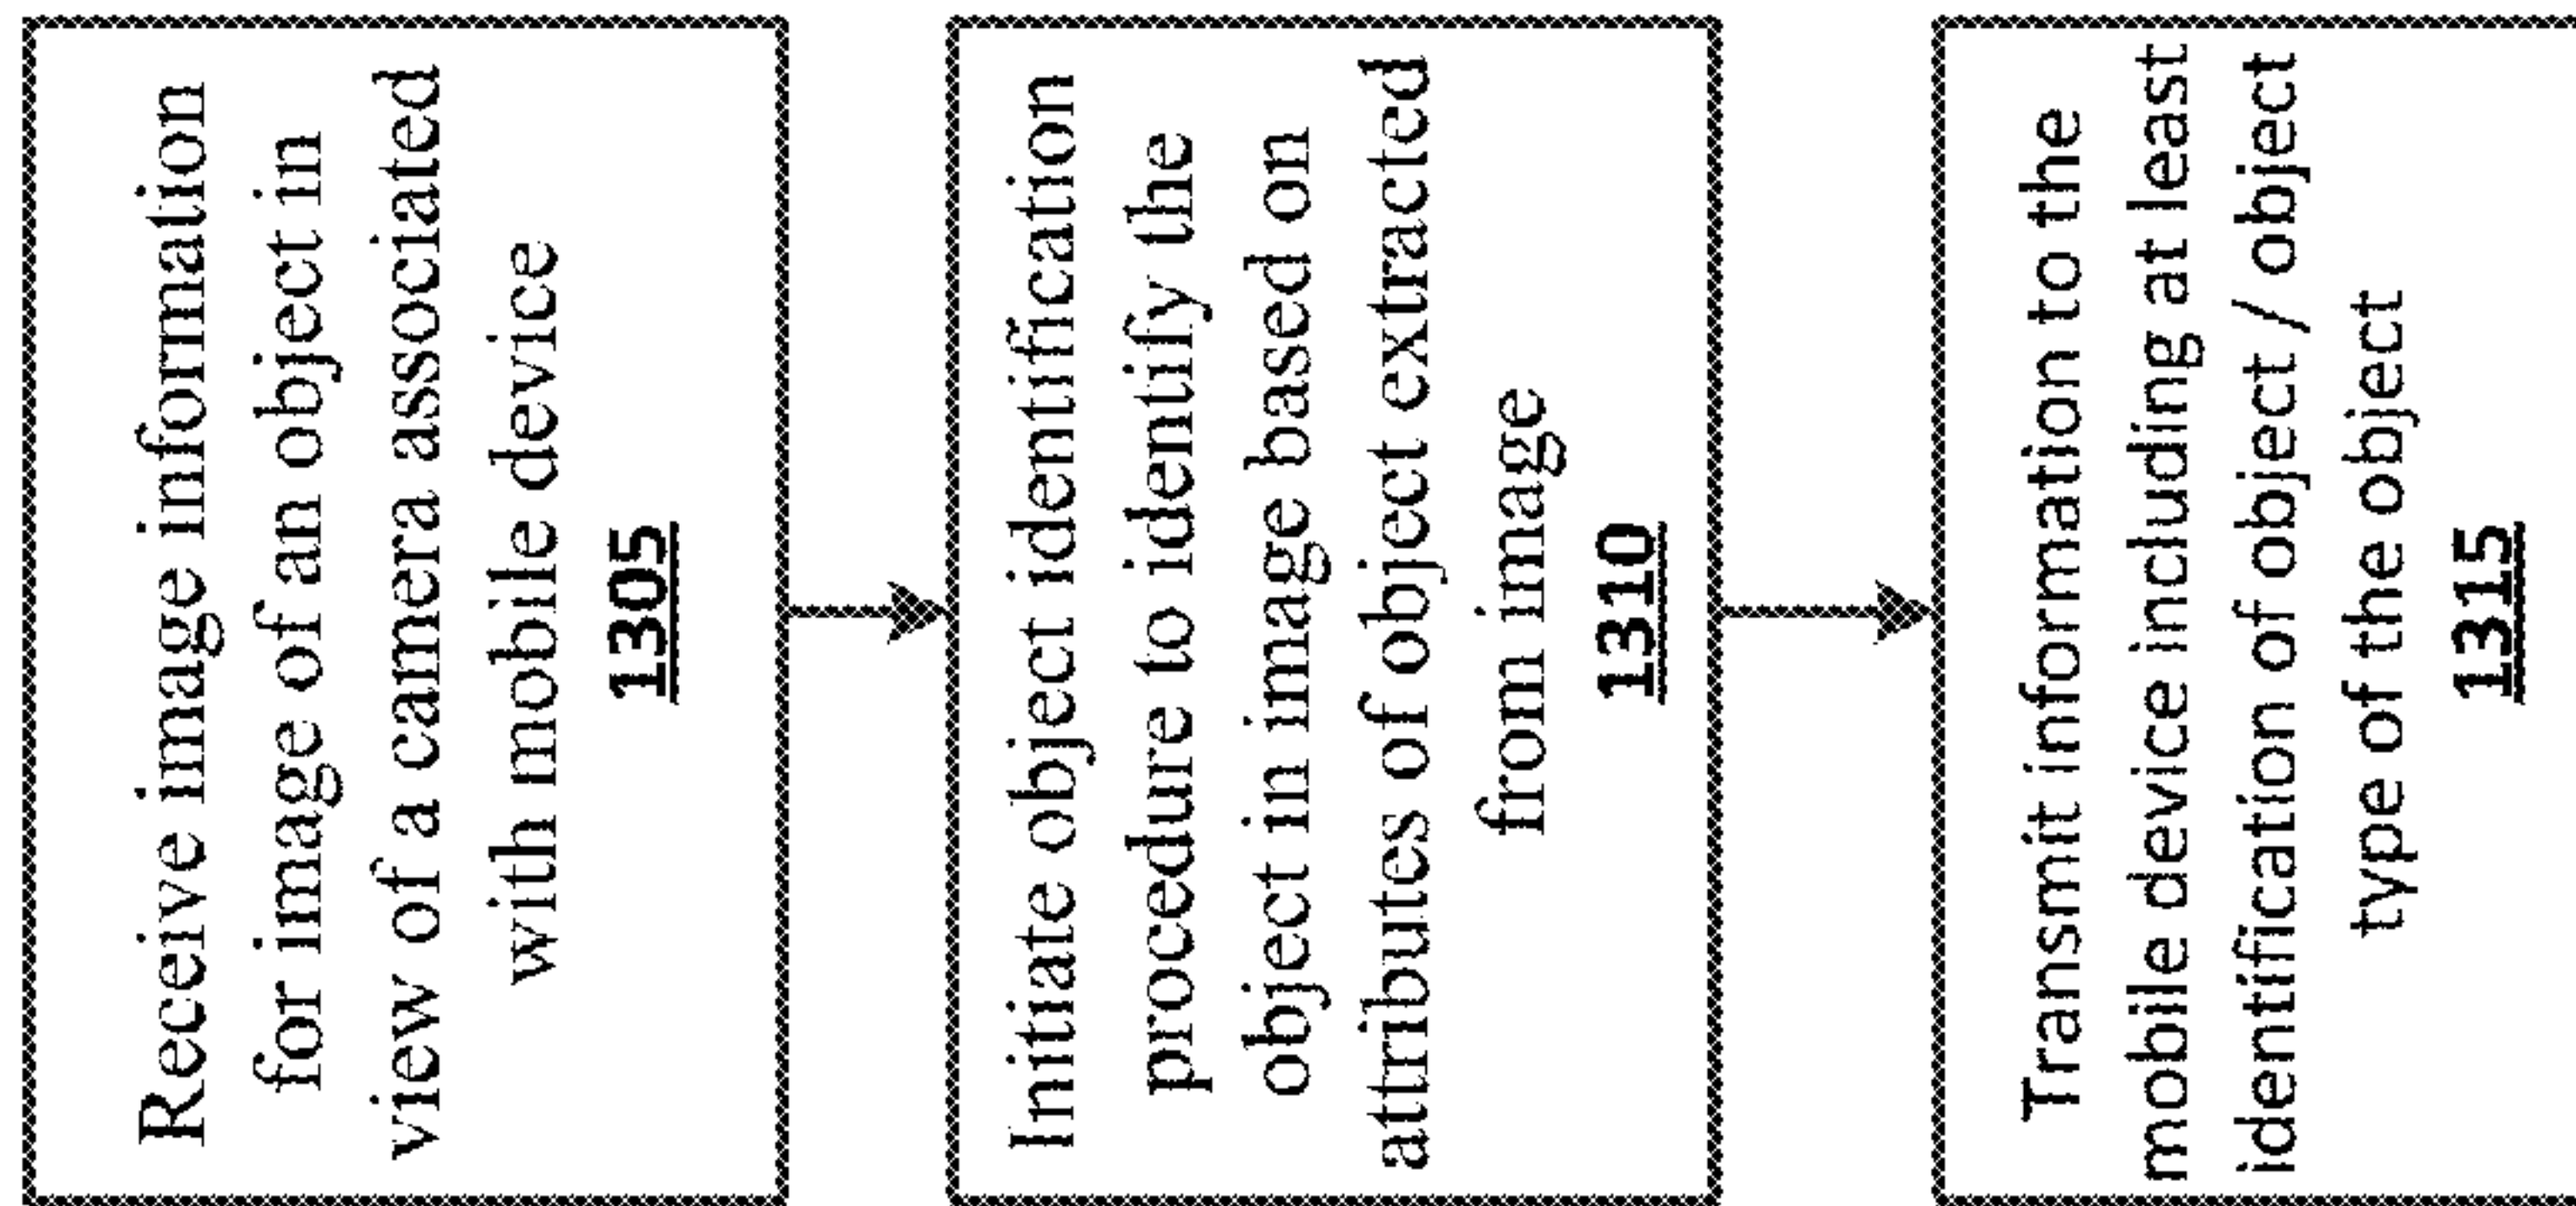 Receive image information
for image of an object in
view of a camera associated
with mobile device
1305
Initiate object identification
procedure to identify the
object in image based on
attributes of object extracted
from image
1310
Transmit information to the
mobile device including at least
identification of object / object
type of the object
1315